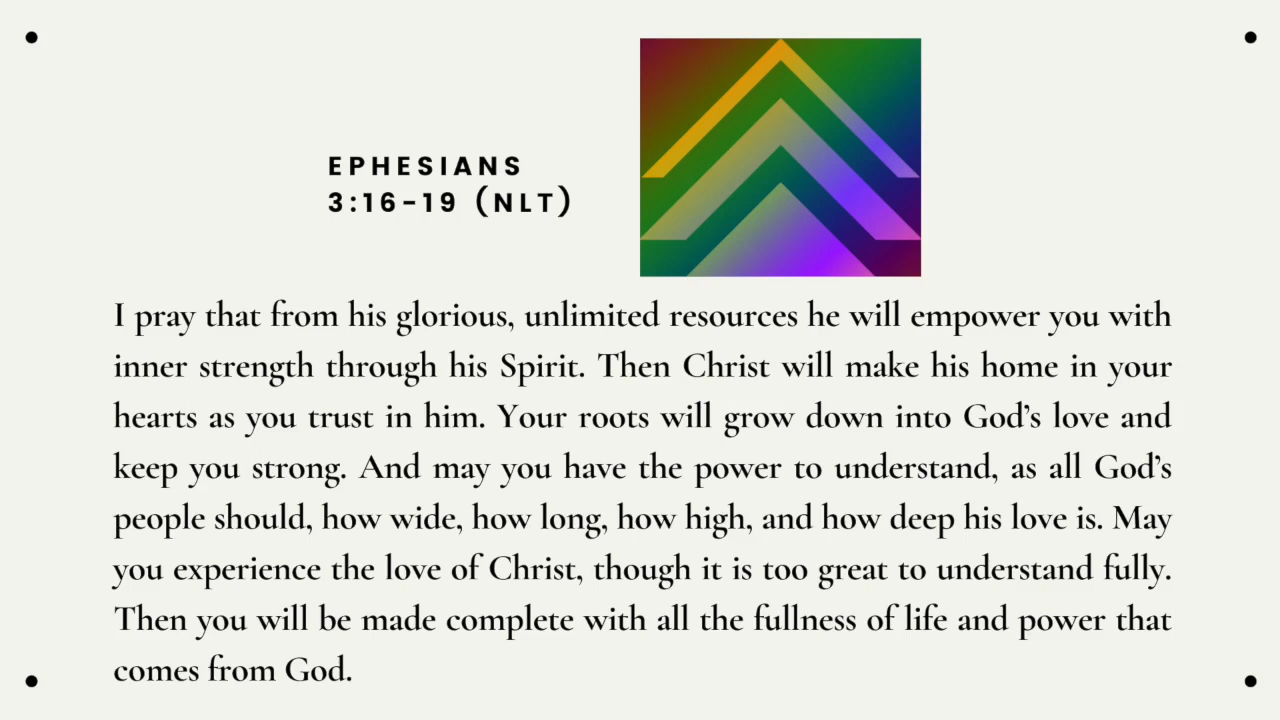 EPHESIANS
3:16-19 (NLT)
I pray that from his glorious, unlimited resources he will empower you with
inner strength through his Spirit. Then Christ will make his home in your
hearts as you trust in him. Your roots will grow down into God’s love and
keep you strong. And may you have the power to understand, as all God’s
people should, how wide, how long, how high, and how deep his love is. May
you experience the love of Christ, though it is too great to understand fully.
Then you will be made complete with all the fullness of life and power that
comes from God.